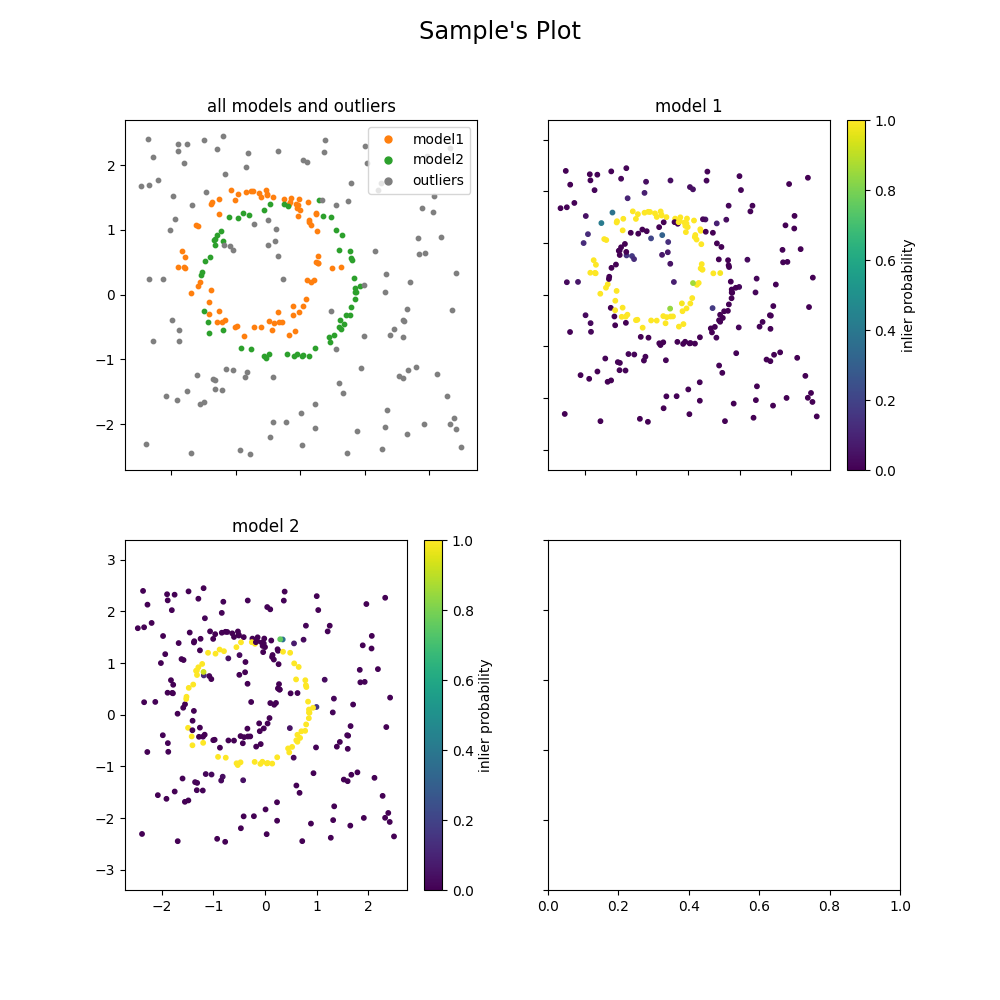 Sample's Plot
all models and outliers
model1
model2
outliers
2
1
0
−1
−2
model 1
1.0
0.8
0.6
0.4
0.2
0.0
inlier probability
model 2
3
2
1
0
−1
−2
−3
−2 −1 0 1 2
1.0
0.8
0.6
0.4
0.2
0.0
inlier probability
0.0 0.2 0.4 0.6 0.8 1.0